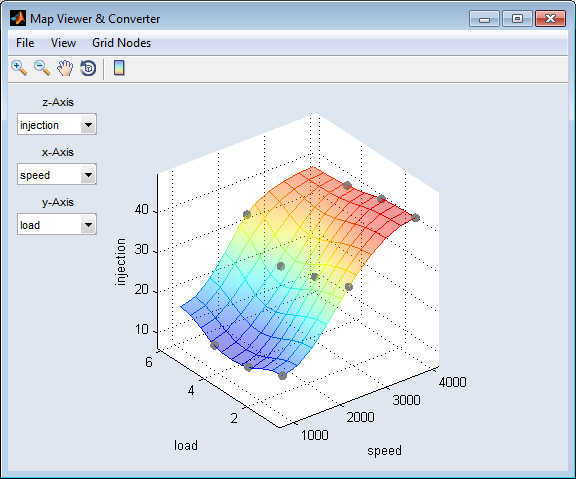 Map Viewer & Converter
File View Grid Nodes
z-Axis
injection
x-Axis
speed
y-Axis
load
injection
40
30
20
10
6
4
2
load
1000
2000
3000
4000
speed